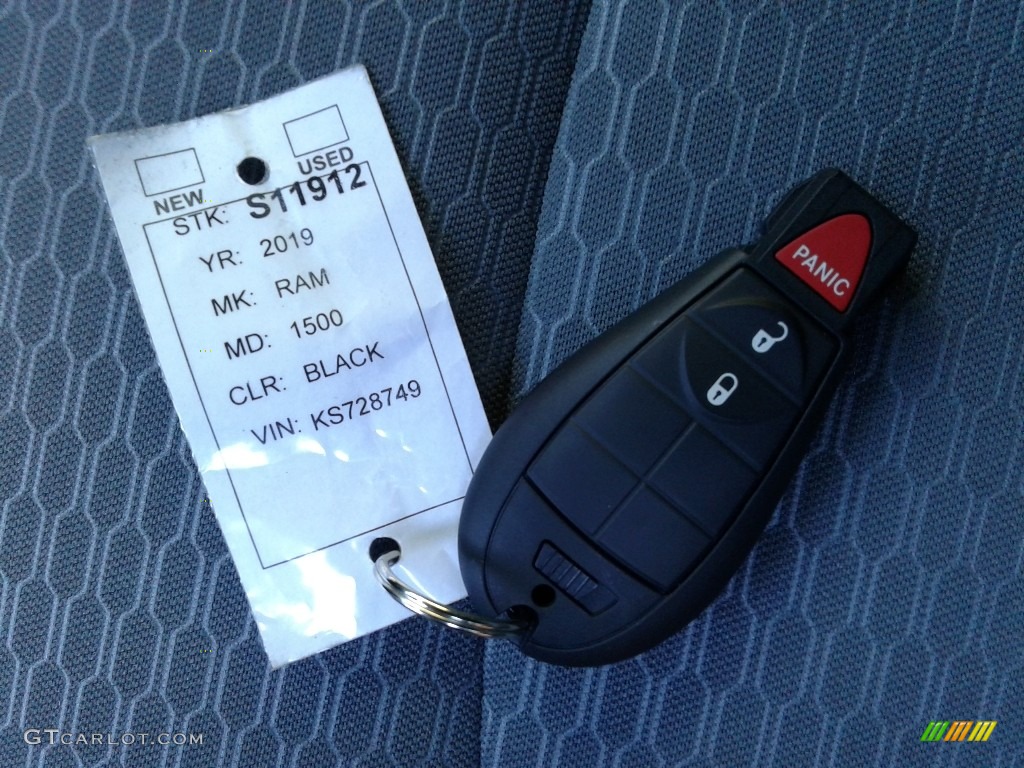 NEW USED
STK: S11912
YR: 2019
MK: RAM
MD: 1500
CLR: BLACK
VIN: KS728749
PANIC
GTCARLOT.COM